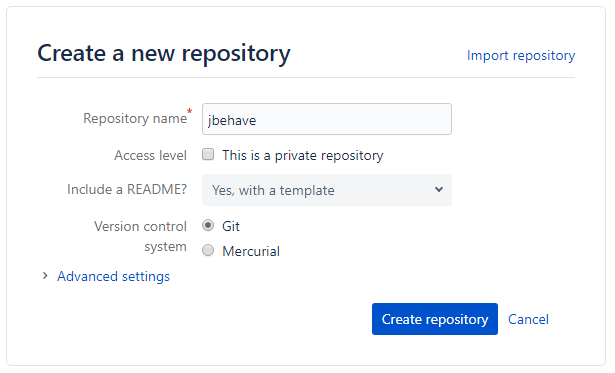 Create a new repository
Import repository
Repository name*
jbehave
Access level
This is a private repository
Include a README?
Yes, with a template
Version control
system
Git
Mercurial
Advanced settings
Create repository
Cancel